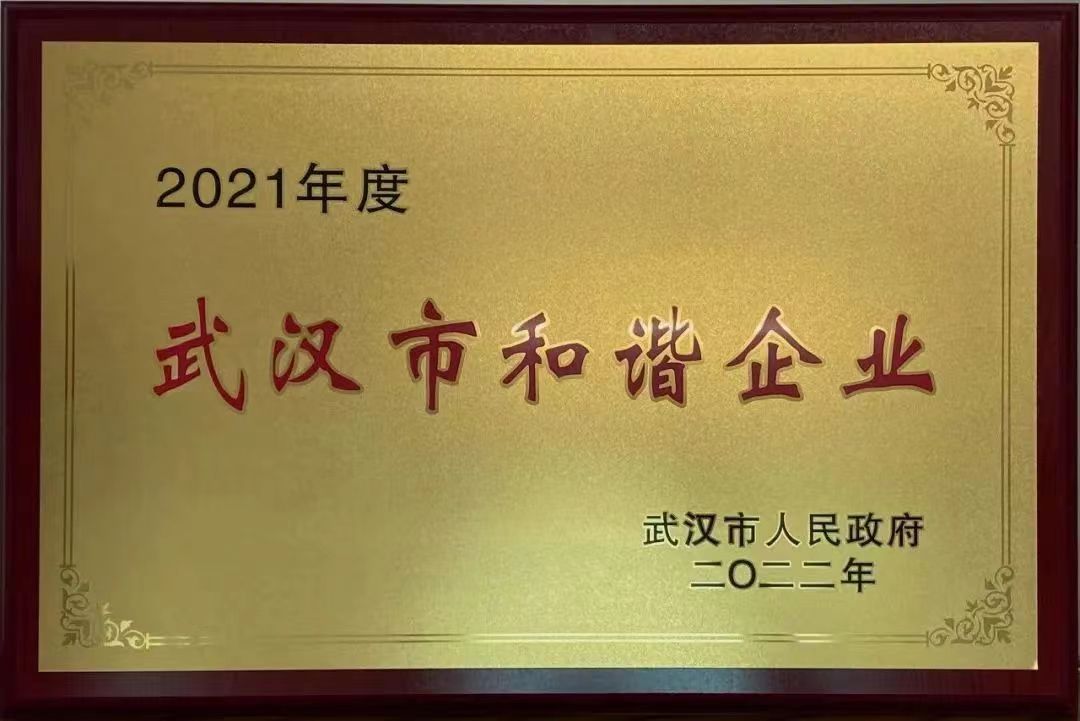 2021年度
武汉市和谐企业
武汉市人民政府
二〇二二年